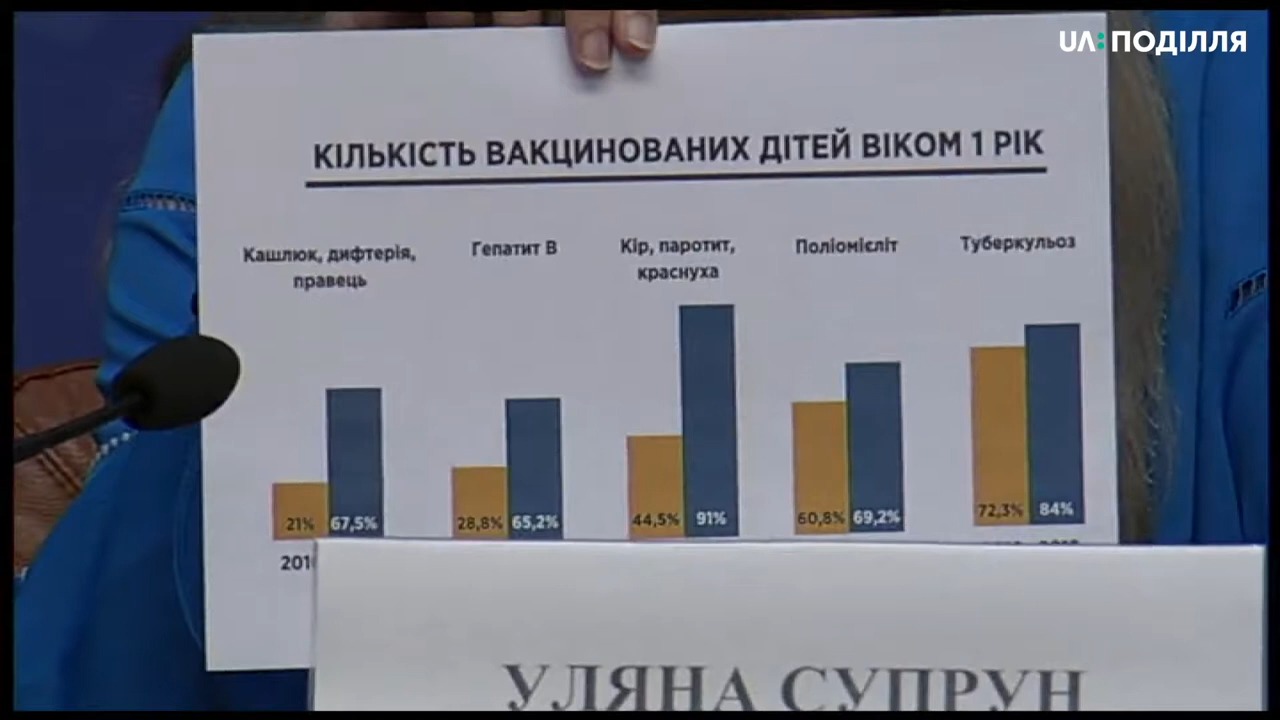 UA:ПОДІЛЛЯ
КІЛЬКІСТЬ ВАКЦИНОВАНИХ ДІТЕЙ ВІКОМ 1 РІК
Кашлюк, дифтерія,
правець
Гепатит В
Кір, паротит,
краснуха
Поліомієліт
Туберкульоз
21% 67,5% 28,8% 65,2% 44,5% 91% 60,8% 69,2% 72,3% 84%
УЛЯНА СУПРУН